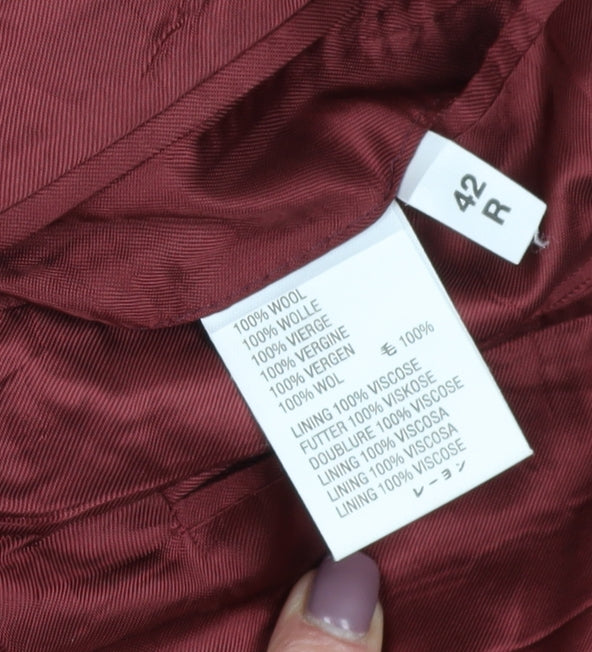 42
R
100% WOOL
100% WOLLE
100% VIERGE
100% VERGINE
100% VERGEN
100% WOL
毛 100%
LINING 100% VISCOSE
FUTTER 100% VISKOSE
DOUBLURE 100% VISCOSE
LINING 100% VISCOSA
LINING 100% VISCOSA
LINING 100% VISCOSE
レーヨン